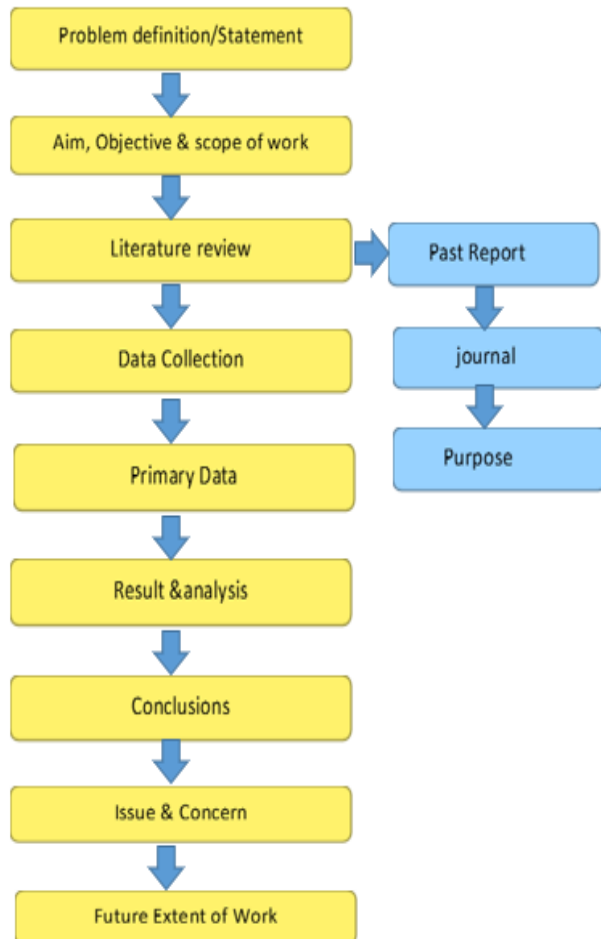 Problem definition/Statement
Aim, Objective & scope of work
Literature review
Past Report
Data Collection
journal
Primary Data
Purpose
Result &analysis
Conclusions
Issue & Concern
Future Extent of Work